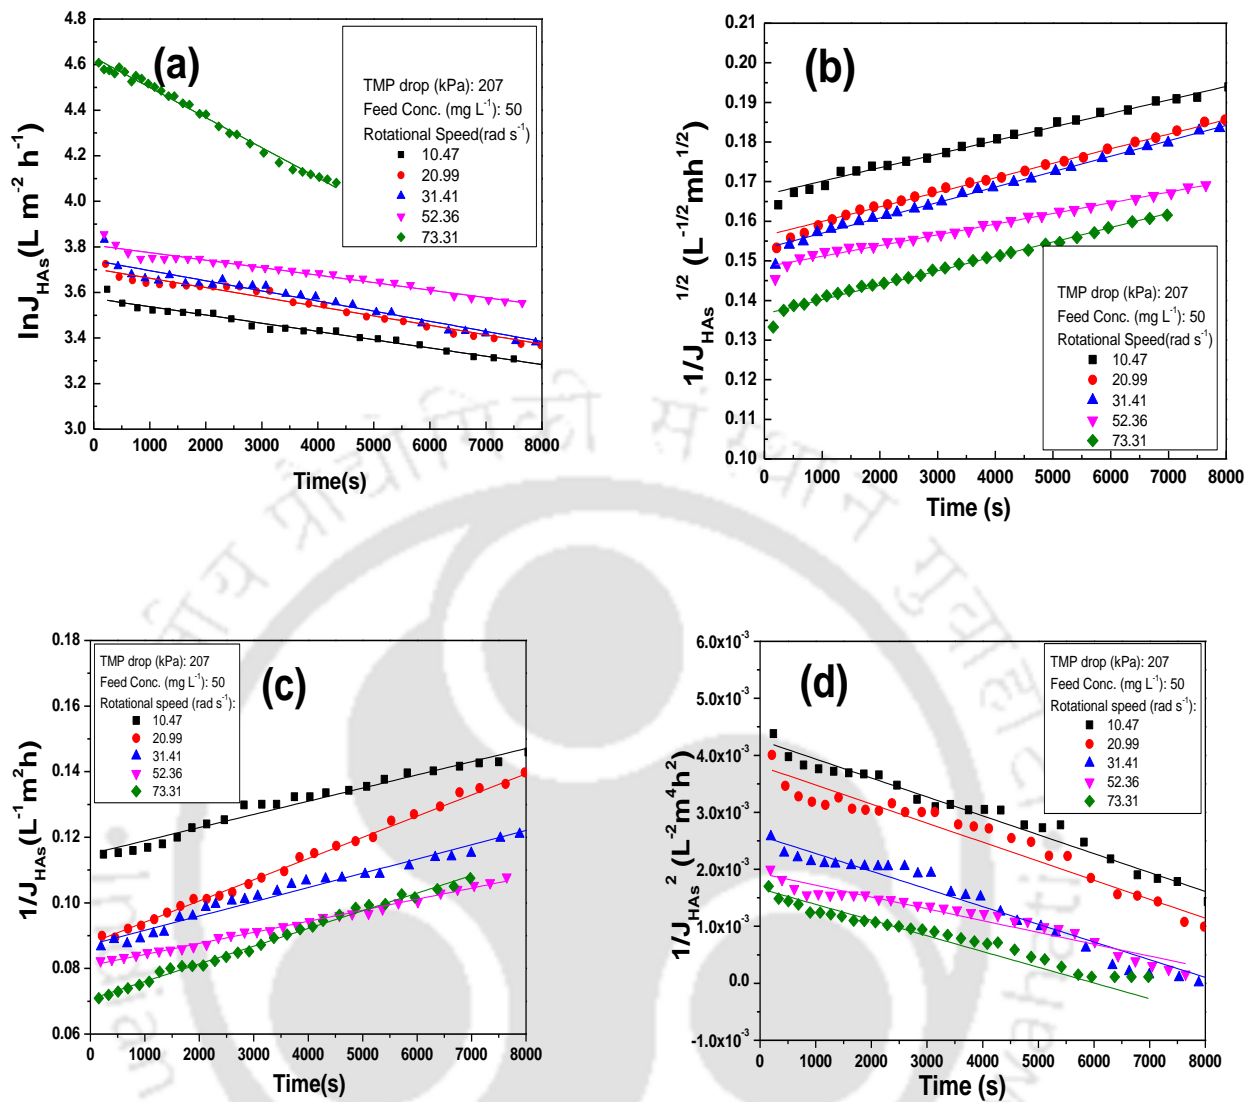 (a)
lnJHAs(L m-2 h-1)
4.8
4.6
4.4
4.2
4.0
3.8
3.6
3.4
3.2
3.0
TMP drop (kPa): 207
Feed Conc. (mg L-1): 50
Rotational Speed(rad s-1)
10.47
20.99
31.41
52.36
73.31
0 1000 2000 3000 4000 5000 6000 7000 8000
Time(s)
(b)
1/JHAs1/2 (L-1/2mh1/2)
0.21
0.20
0.19
0.18
0.17
0.16
0.15
0.14
0.13
0.12
0.11
0.10
TMP drop (kPa): 207
Feed Conc. (mg L-1): 50
Rotational Speed(rad s-1)
10.47
20.99
31.41
52.36
73.31
0 1000 2000 3000 4000 5000 6000 7000 8000
Time (s)
(c)
1/JHAs(L-1m2h)
0.18
0.16
0.14
0.12
0.10
0.08
0.06
TMP drop (kPa): 207
Feed Conc. (mg L-1): 50
Rotational speed (rad s-1):
10.47
20.99
31.41
52.36
73.31
0 1000 2000 3000 4000 5000 6000 7000 8000
Time(s)
(d)
1/JHAs2 (L-2m4h2)
6.0x10-3
5.0x10-3
4.0x10-3
3.0x10-3
2.0x10-3
1.0x10-3
0.0
-1.0x10-3
TMP drop (kPa): 207
Feed Conc. (mg L-1): 50
Rotational speed (rad s-1):
10.47
20.99
31.41
52.36
73.31
0 1000 2000 3000 4000 5000 6000 7000 8000
Time (s)